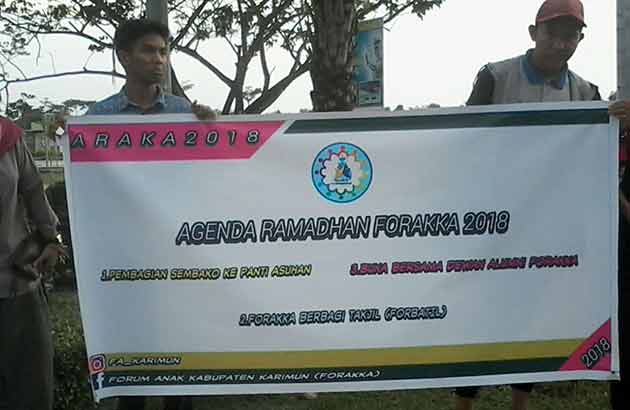 ARAKA2018
AGENDA RAMADHAN FORAKKA 2018
1.PEMBAGIAN SEMBAKO KE PANTI ASUHAN
3.BUKA BERSAMA DEWAN ALUMNI FORAKKA
2.FORAKKA BERBAGI TAKJIL (FORBATJIL)
FA_KARIMUN
FORUM ANAK KABUPATEN KARIMUN (FORAKKA)
2018